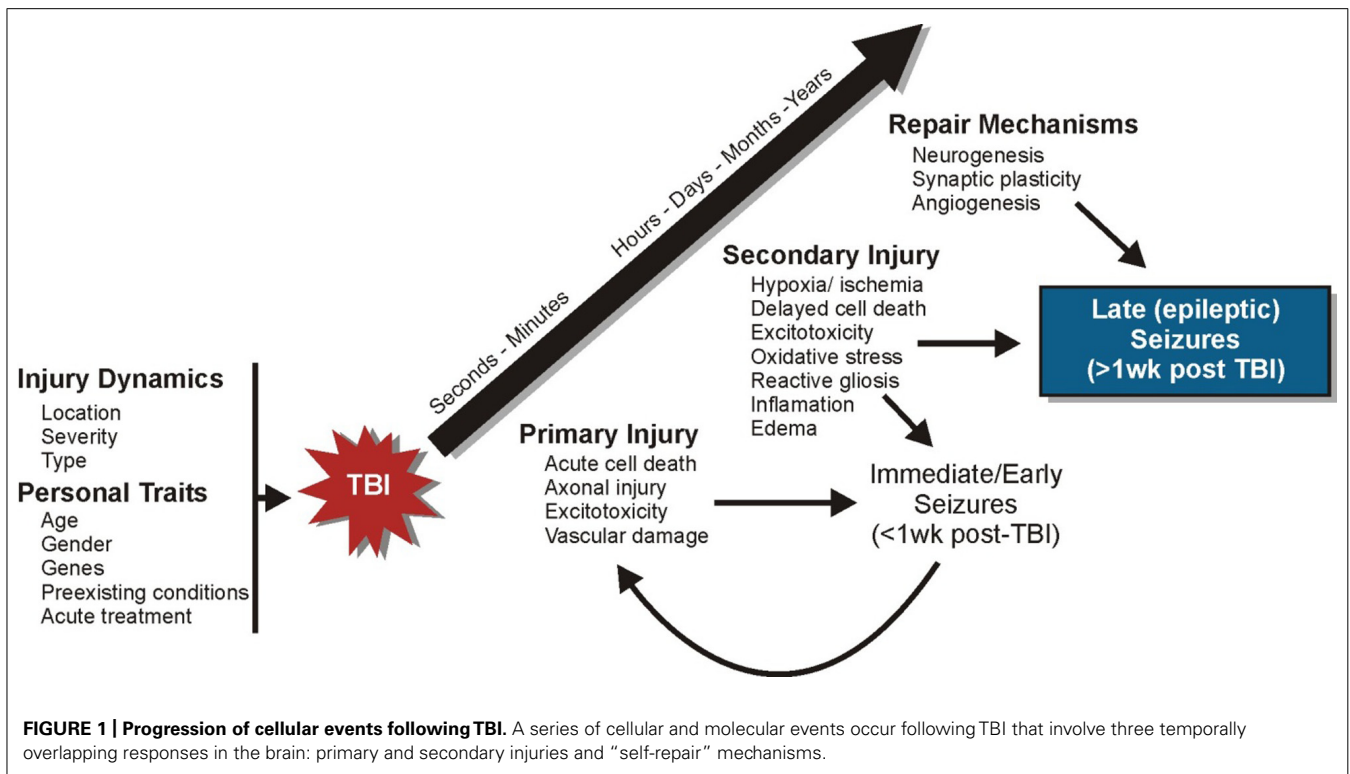 Seconds - Minutes
Hours - Days - Months -Years
Repair Mechanisms
Neurogenesis
Synaptic plasticity
Angiogenesis
Secondary Injury
Hypoxia/ ischemia
Delayed cell death
Excitotoxicity
Oxidative stress
Reactive gliosis
Inflamation
Edema
Late (epileptic)
Seizures
(>1wk post TBI)
Injury Dynamics
Location
Severity
Type
Personal Traits
Age
Gender
Genes
Preexisting conditions
Acute treatment
TBI
Primary Injury
Acute cell death
Axonal injury
Excitotoxicity
Vascular damage
Immediate/Early
Seizures
(<1wk post-TBI)
FIGURE 1 | Progression of cellular events following TBI. A series of cellular and molecular events occur following TBI that involve three temporally
overlapping responses in the brain: primary and secondary injuries and “self-repair” mechanisms.